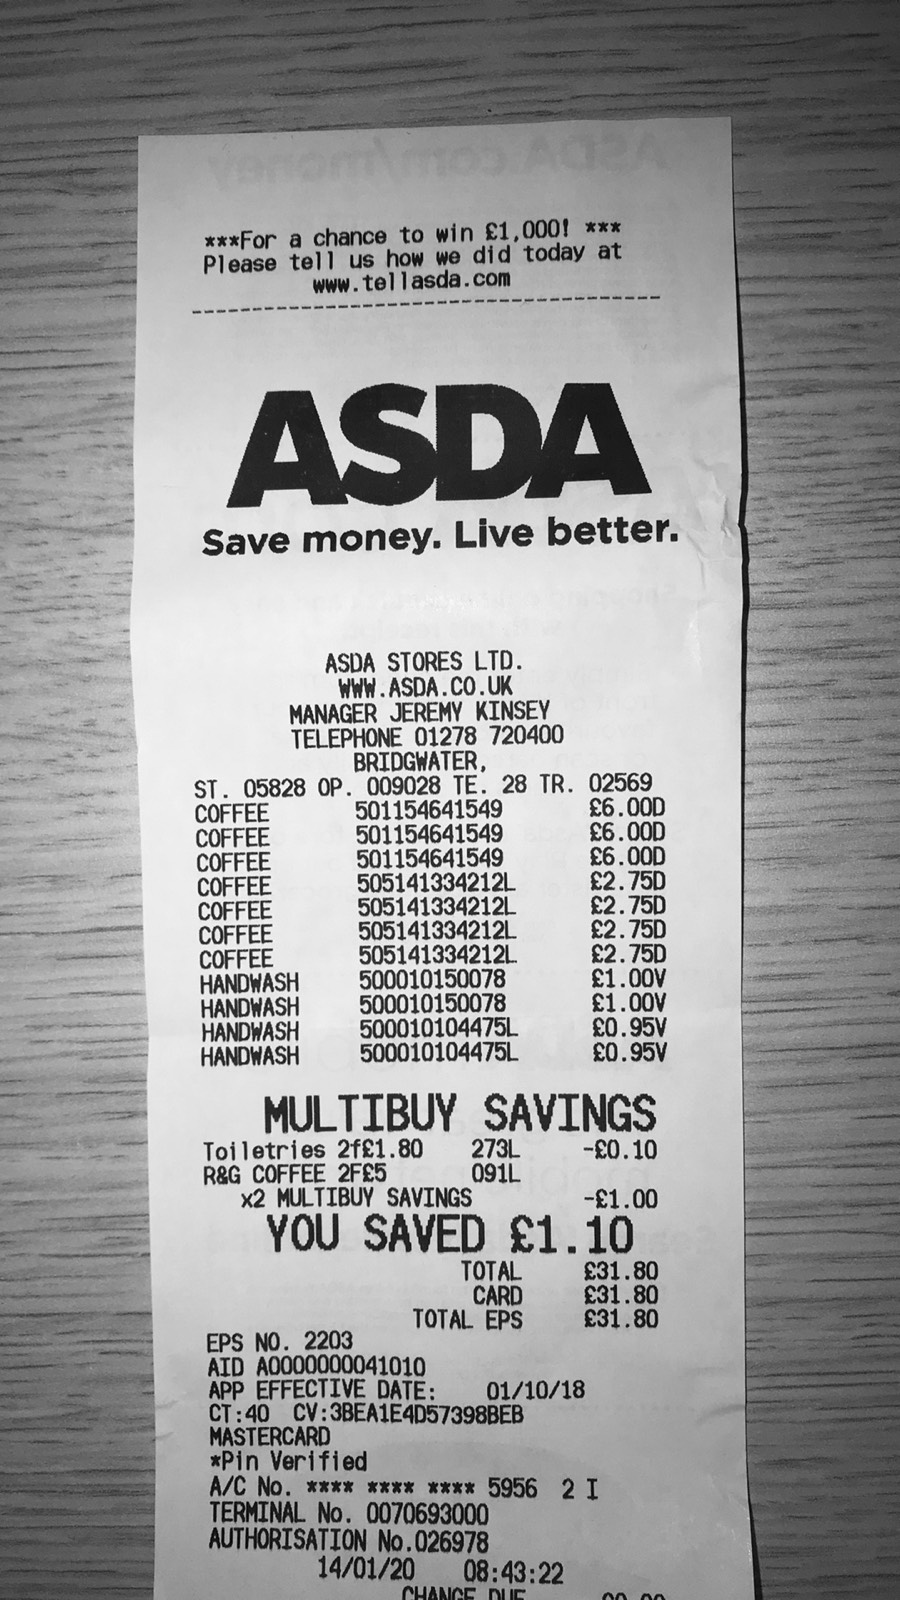 ***For a chance to win £1,000! ***
Please tell us how we did today at
www.tellasda.com
ASDA
Save money. Live better.
ASDA STORES LTD.
WWW.ASDA.CO.UK
MANAGER JEREMY KINSEY
TELEPHONE 01278 720400
BRIDGWATER,
ST. 05828 OP. 009028 TE. 28 TR. 02569
COFFEE 501154641549 £6.00D
COFFEE 501154641549 £6.00D
COFFEE 501154641549 £6.00D
COFFEE 505141334212L £2.75D
COFFEE 505141334212L £2.75D
COFFEE 505141334212L £2.75D
COFFEE 505141334212L £2.75D
HANDWASH 500010150078 £1.00V
HANDWASH 500010150078 £1.00V
HANDWASH 500010104475L £0.95V
HANDWASH 500010104475L £0.95V
MULTIBUY SAVINGS
Toiletries 2f£1.80 273L -£0.10
R&G COFFEE 2F£5 091L
x2 MULTIBUY SAVINGS -£1.00
YOU SAVED £1.10
TOTAL £31.80
CARD £31.80
TOTAL EPS £31.80
EPS NO. 2203
AID A0000000041010
APP EFFECTIVE DATE: 01/10/18
CT:40 CV:3BEA1E4D57398BEB
MASTERCARD
*Pin Verified
A/C No. **** **** **** 5956 2 I
TERMINAL No. 0070693000
AUTHORISATION No.026978
14/01/20 08:43:22
CHANGE DUE